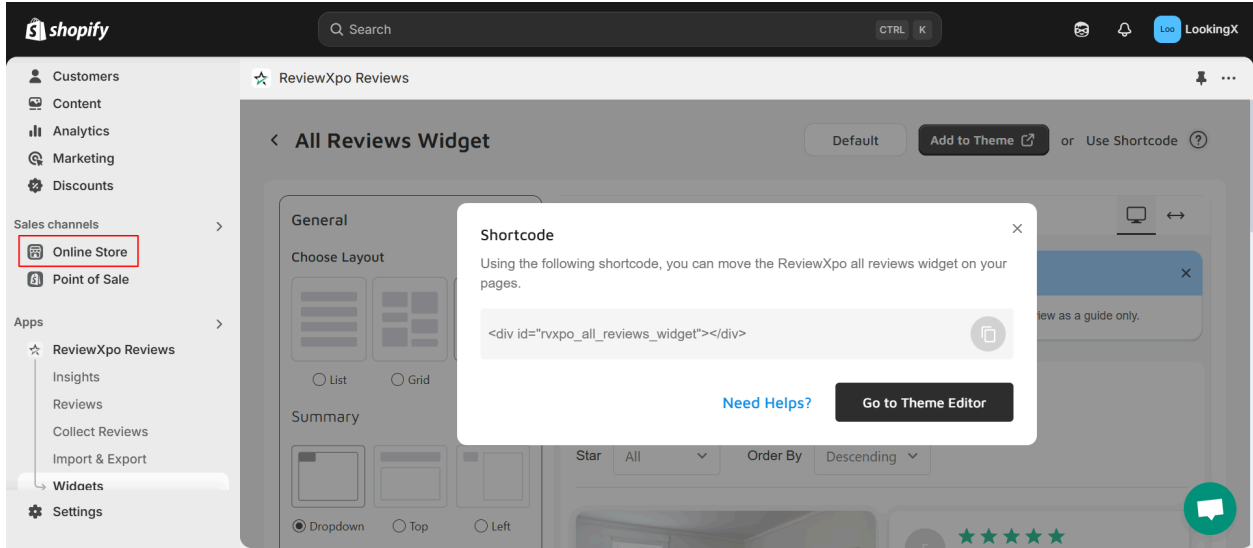 shopify
Search
CTRL K
Loo
LookingX
Customers
Content
Analytics
Marketing
Discounts
Sales channels
Online Store
Point of Sale
Apps
ReviewXpo Reviews
Insights
Reviews
Collect Reviews
Import & Export
Widgets
Settings
ReviewXpo Reviews
All Reviews Widget
Default
Add to Theme
or Use Shortcode
General
Choose Layout
List
Grid
Summary
Dropdown
Top
Left
Shortcode
Using the following shortcode, you can move the ReviewXpo all reviews widget on your
pages.
<div id="rvxpo_all_reviews_widget"></div>
Need Helps?
Go to Theme Editor
as a guide only.
Star
All
Order By
Descending